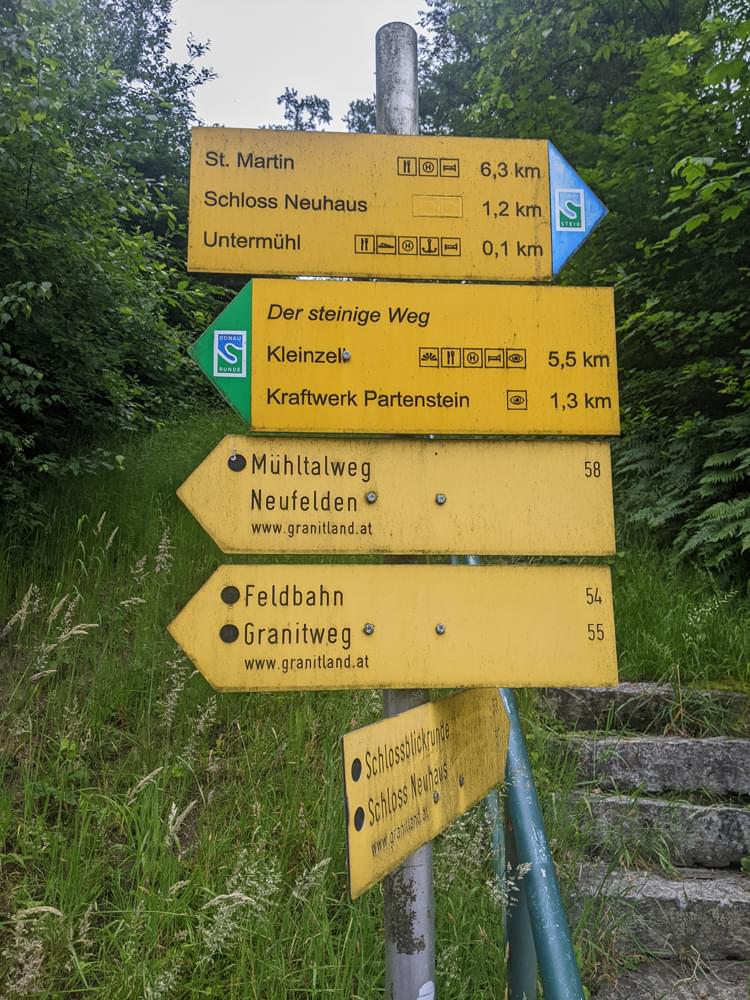 St. Martin H 6,3 km
Schloss Neuhaus 1,2 km
Untermühl H 0,1 km
DONAU
STEIG
Der steinige Weg
Kleinzell H 5,5 km
Kraftwerk Partenstein 1,3 km
DONAU
RUNDE
Mühltalweg 58
Neufelden
www.granitland.at
Feldbahn 54
Granitweg 55
www.granitland.at
Schlossblickrunde
Schloss Neuhaus
www.granitland.at